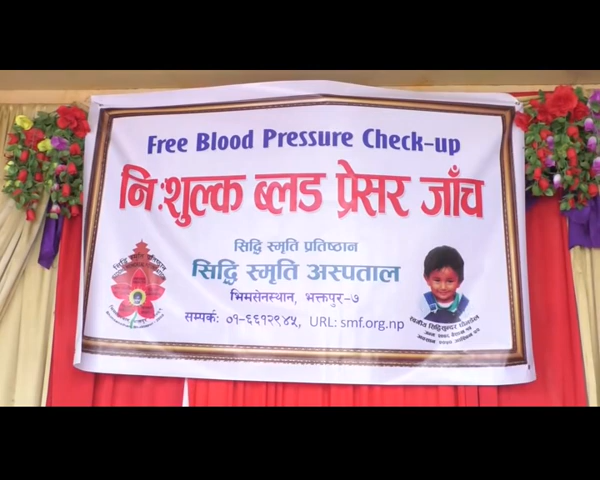 Free Blood Pressure Check-up
नि:शुल्क ब्लड प्रेसर जाँच
सिद्धि स्मृति प्रतिष्ठान
सिद्धि स्मृति अस्पताल
भिमसेनस्थान, भक्तपुर-७
सम्पर्क: ०१-६६१२९४५, URL: smf.org.np